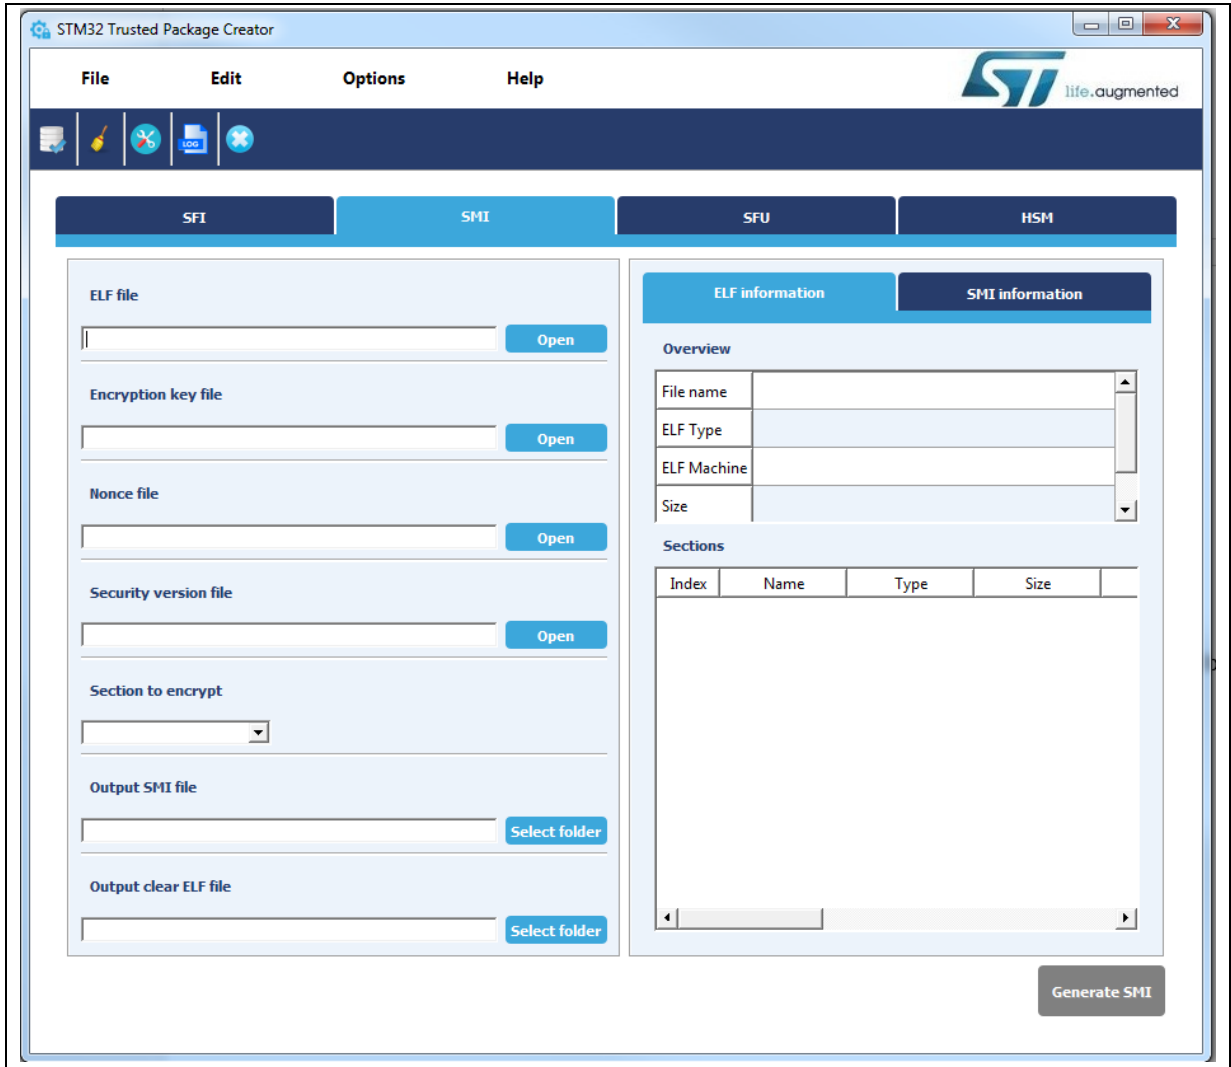 STM32 Trusted Package Creator
File Edit Options Help
life.augmented
LOG
SFI SMI SFU HSM
ELF file
Open
Encryption key file
Open
Nonce file
Open
Security version file
Open
Section to encrypt
Output SMI file
Select folder
Output clear ELF file
Select folder
ELF information SMI information
Overview
File name
ELF Type
ELF Machine
Size
Sections
Index Name Type Size
Generate SMI